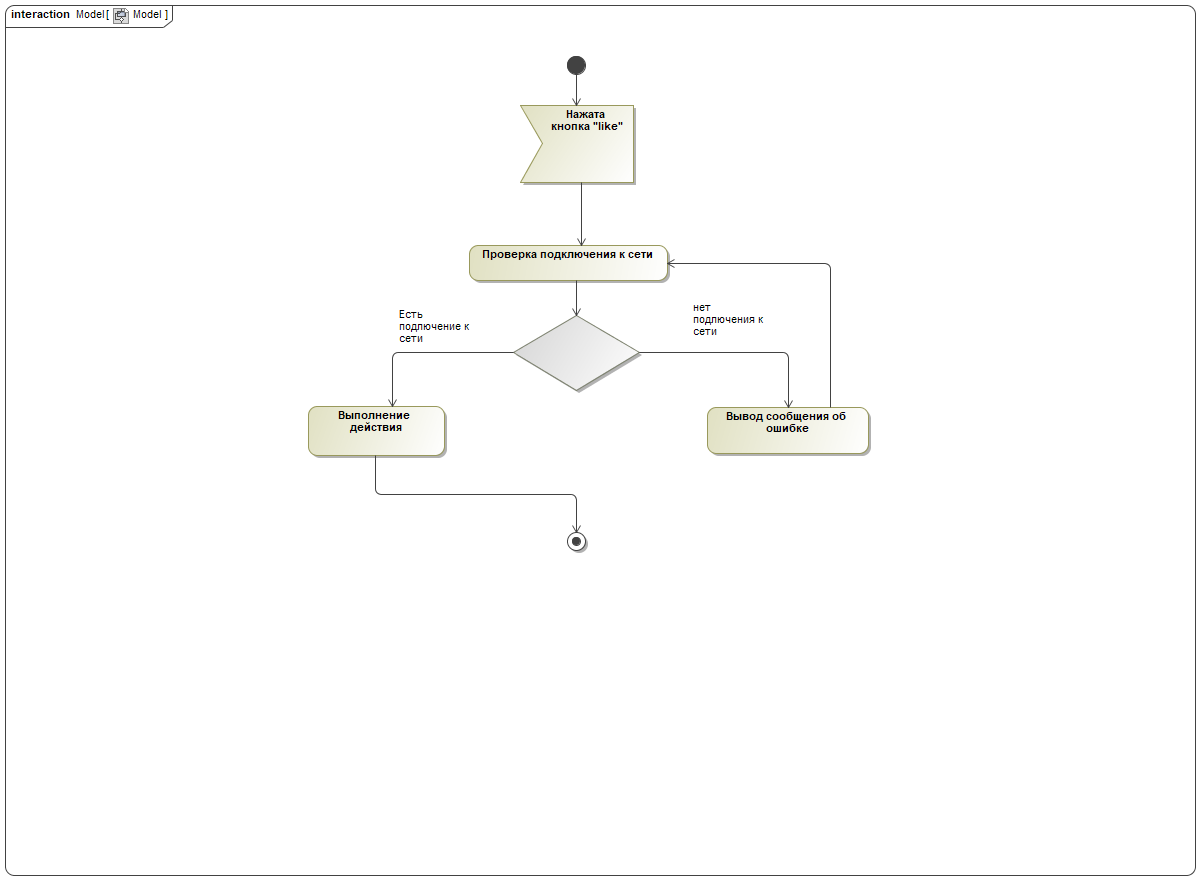 interaction Model[ Model ]
Нажата
кнопка "like"
Проверка подключения к сети
Есть
подлючение к
сети
нет
подлючения к
сети
Выполнение
действия
Вывод сообщения об
ошибке